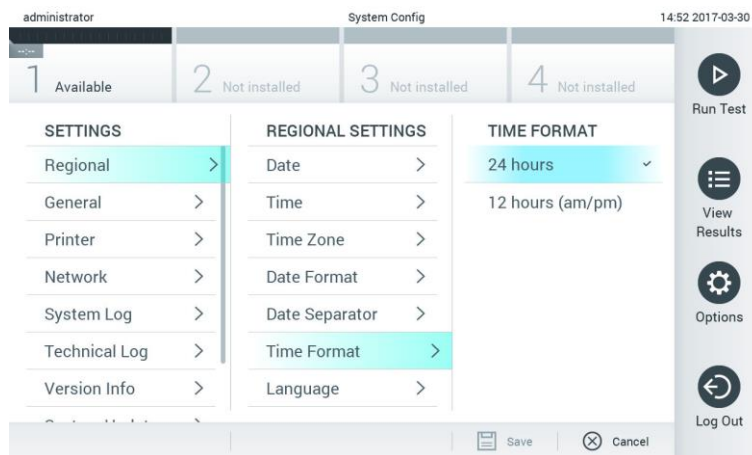 administrator System Config 14:52 2017-03-30
--:--
1 Available 2 Not installed 3 Not installed 4 Not installed
Run Test
SETTINGS REGIONAL SETTINGS TIME FORMAT
Regional > Date > 24 hours ✓
General > Time > 12 hours (am/pm)
View
Results
Printer > Time Zone >
Network > Date Format >
System Log > Date Separator >
Options
Technical Log > Time Format >
Version Info > Language >
Log Out
Save Cancel